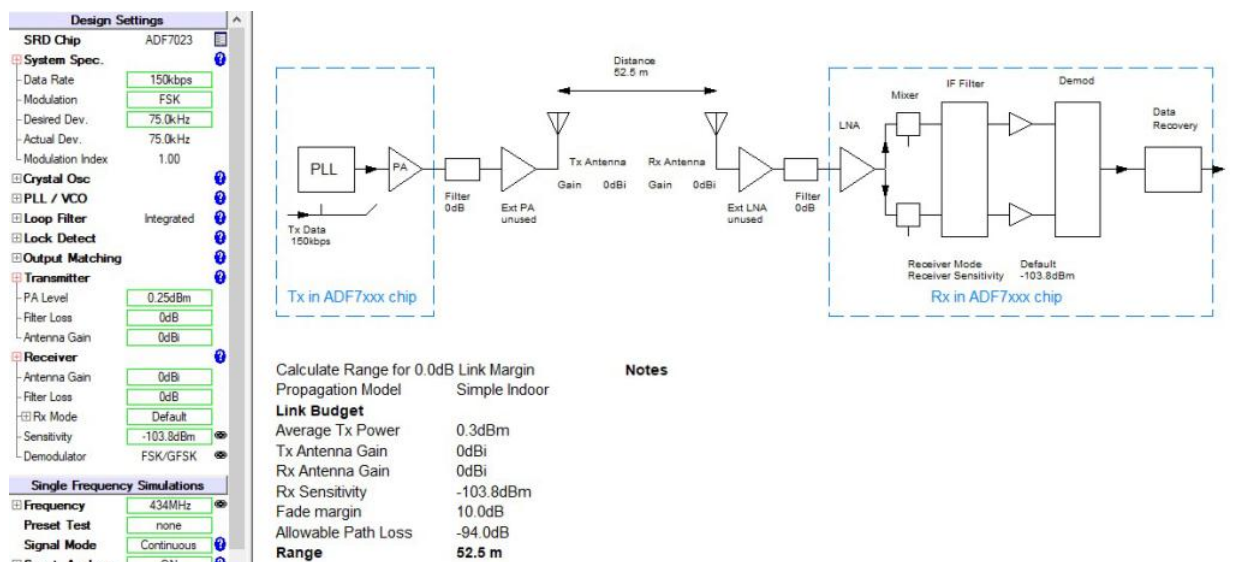 Design Settings
SRD Chip ADF7023
System Spec.
Data Rate 150kbps
Modulation FSK
Desired Dev. 75.0kHz
Actual Dev. 75.0kHz
Modulation Index 1.00
Crystal Osc
PLL / VCO
Loop Filter Integrated
Lock Detect
Output Matching
Transmitter
PA Level 0.25dBm
Filter Loss 0dB
Antenna Gain 0dBi
Receiver
Antenna Gain 0dBi
Filter Loss 0dB
Rx Mode Default
Sensitivity -103.8dBm
Demodulator FSK/GFSK
Single Frequency Simulations
Frequency 434MHz
Preset Test none
Signal Mode Continuous
Distance
52.5 m
PLL
PA
Tx Data
150kbps
Tx in ADF7xxx chip
Filter
0dB
Ext PA
unused
Tx Antenna
Gain 0dBi
Rx Antenna
Gain 0dBi
Ext LNA
unused
Filter
0dB
LNA
Mixer
IF Filter
Demod
Data
Recovery
Receiver Mode Default
Receiver Sensitivity -103.8dBm
Rx in ADF7xxx chip
Calculate Range for 0.0dB Link Margin
Notes
Propagation Model Simple Indoor
Link Budget
Average Tx Power 0.3dBm
Tx Antenna Gain 0dBi
Rx Antenna Gain 0dBi
Rx Sensitivity -103.8dBm
Fade margin 10.0dB
Allowable Path Loss -94.0dB
Range 52.5 m